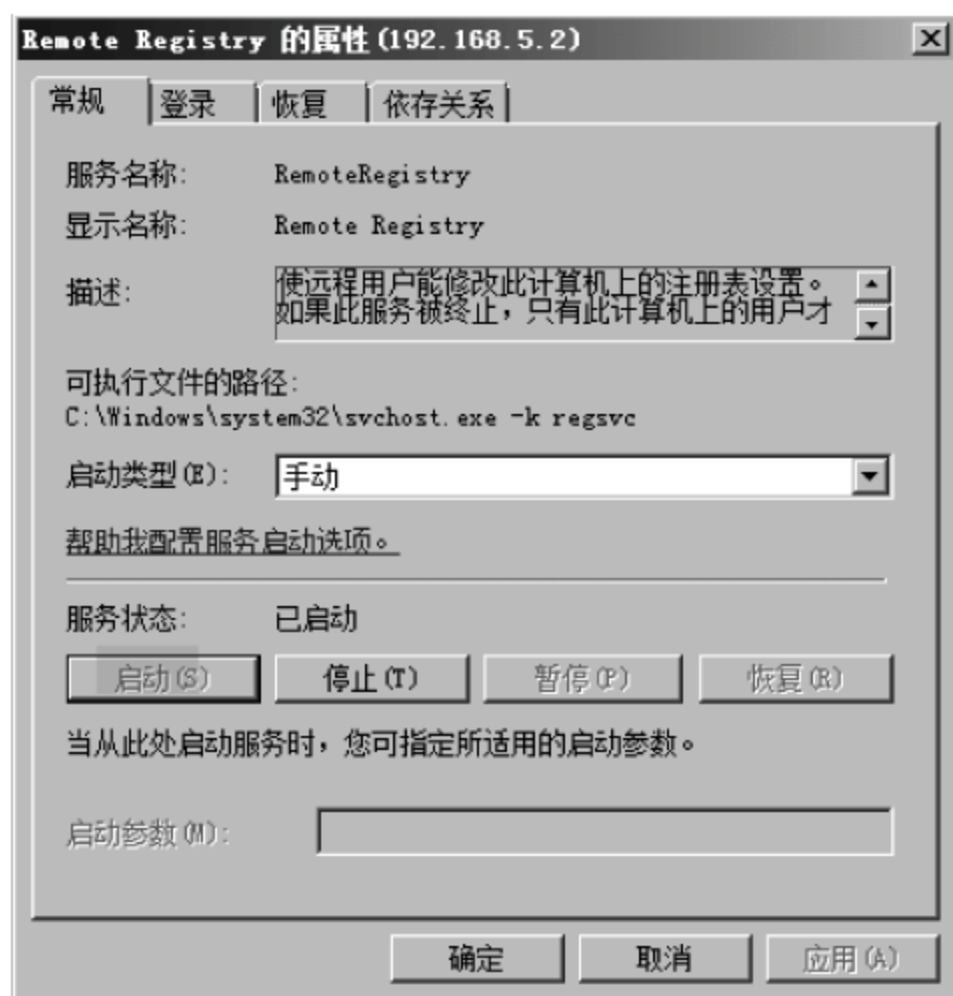 Remote Registry 的属性(192.168.5.2)
常规 登录 恢复 依存关系
服务名称: RemoteRegistry
显示名称: Remote Registry
描述: 使远程用户能修改此计算机上的注册表设置。
如果此服务被终止，只有此计算机上的用户才
可执行文件的路径:
C:\Windows\system32\svchost.exe -k regsvc
启动类型(E): 手动
帮助我配置服务启动选项。
服务状态: 已启动
启动(S) 停止(T) 暂停(P) 恢复(R)
当从此处启动服务时，您可指定所适用的启动参数。
启动参数(M):
确定 取消 应用(A)